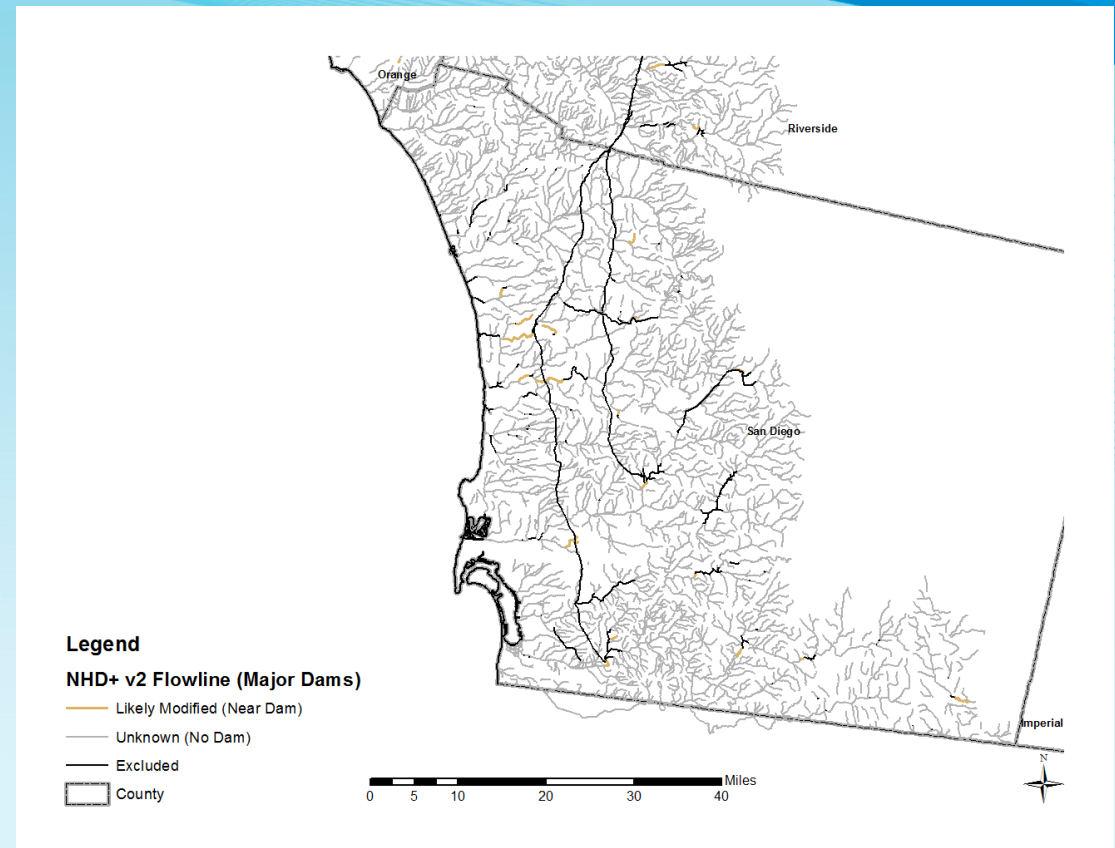 Orange
Riverside
San Diego
Legend
NHD+ v2 Flowline (Major Dams)
Likely Modified (Near Dam)
Unknown (No Dam)
Excluded
County
Imperial
Miles
0 5 10 20 30 40
N